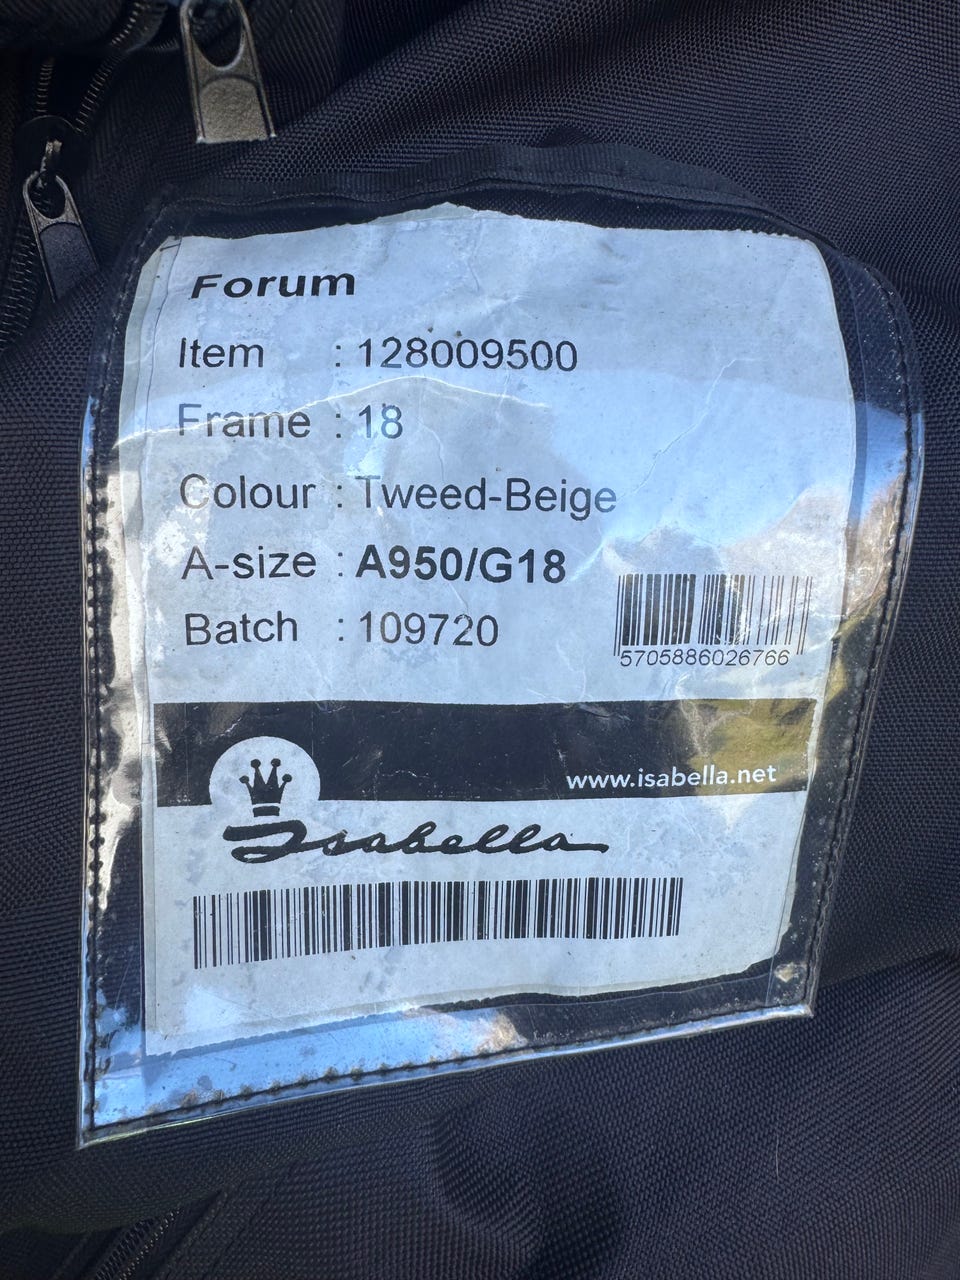 Forum
Item : 128009500
Frame : 18
Colour : Tweed-Beige
A-size : A950/G18
Batch : 109720
5705886026766
www.isabella.net
Isabella